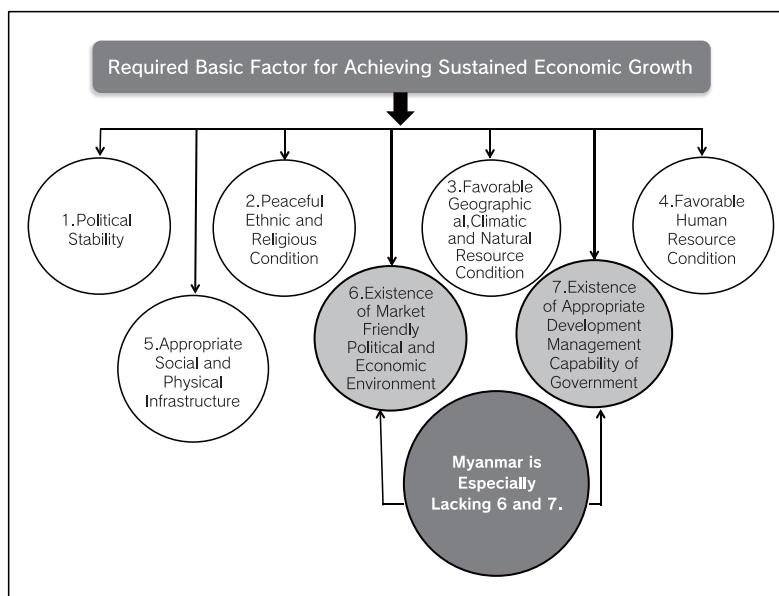 Required Basic Factor for Achieving Sustained Economic Growth
1.Political
Stability
2.Peaceful
Ethnic and
Religious
Condition
3.Favorable
Geographic
al,Climatic
and Natural
Resource
Condition
4.Favorable
Human
Resource
Condition
5.Appropriate
Social and
Physical
Infrastructure
6.Existence
of Market
Friendly
Political and
Economic
Environment
7.Existence
of Appropriate
Development
Management
Capability of
Government
Myanmar is
Especially
Lacking 6 and 7.